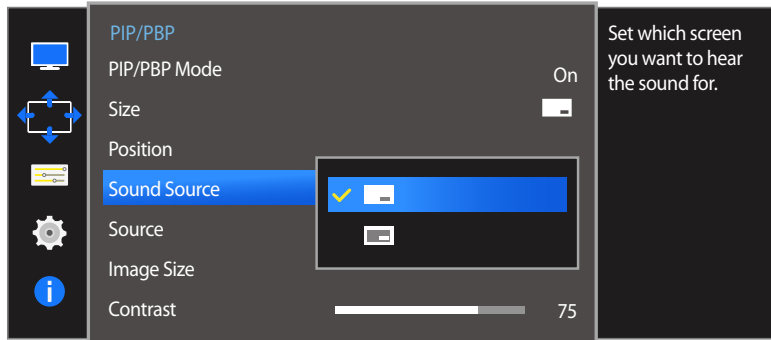 PIP/PBP
PIP/PBP Mode
On
Size
Position
Sound Source
Source
Image Size
Contrast
75
Set which screen
you want to hear
the sound for.